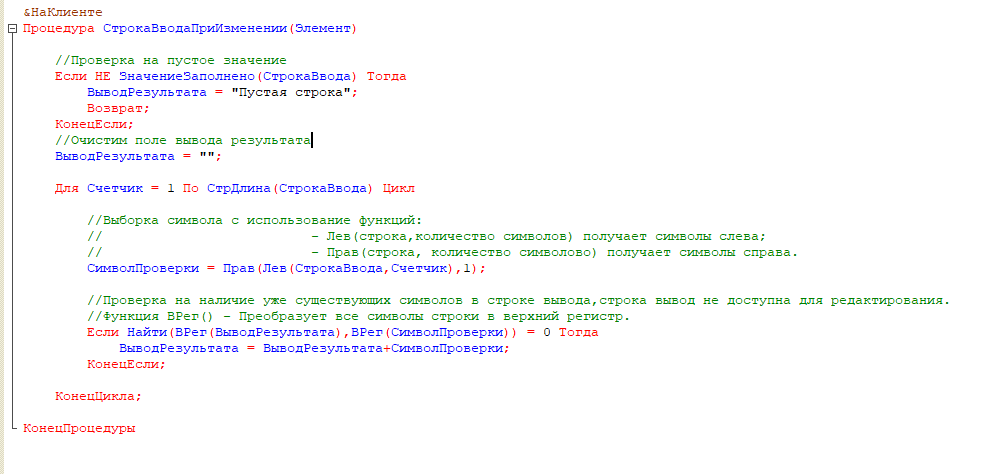 &НаКлиенте
Процедура СтрокаВводаПриИзменении(Элемент)
//Проверка на пустое значение
Если НЕ ЗначениеЗаполнено(СтрокаВвода) Тогда
ВыводРезультата = "Пустая строка";
Возврат;
КонецЕсли;
//Очистим поле вывода результата
ВыводРезультата = "";
Для Счетчик = 1 По СтрДлина(СтрокаВвода) Цикл
//Выборка символа с использование функций:
// - Лев(строка,количество символов) получает символы слева;
// - Прав(строка, количество символово) получает символы справа.
СимволПроверки = Прав(Лев(СтрокаВвода,Счетчик),1);
//Проверка на наличие уже существующих символов в строке вывода,строка вывод не доступна для редактирования.
//Функция ВРег() - Преобразует все символы строки в верхний регистр.
Если Найти(ВРег(ВыводРезультата),ВРег(СимволПроверки)) = 0 Тогда
ВыводРезультата = ВыводРезультата+СимволПроверки;
КонецЕсли;
КонецЦикла;
КонецПроцедуры